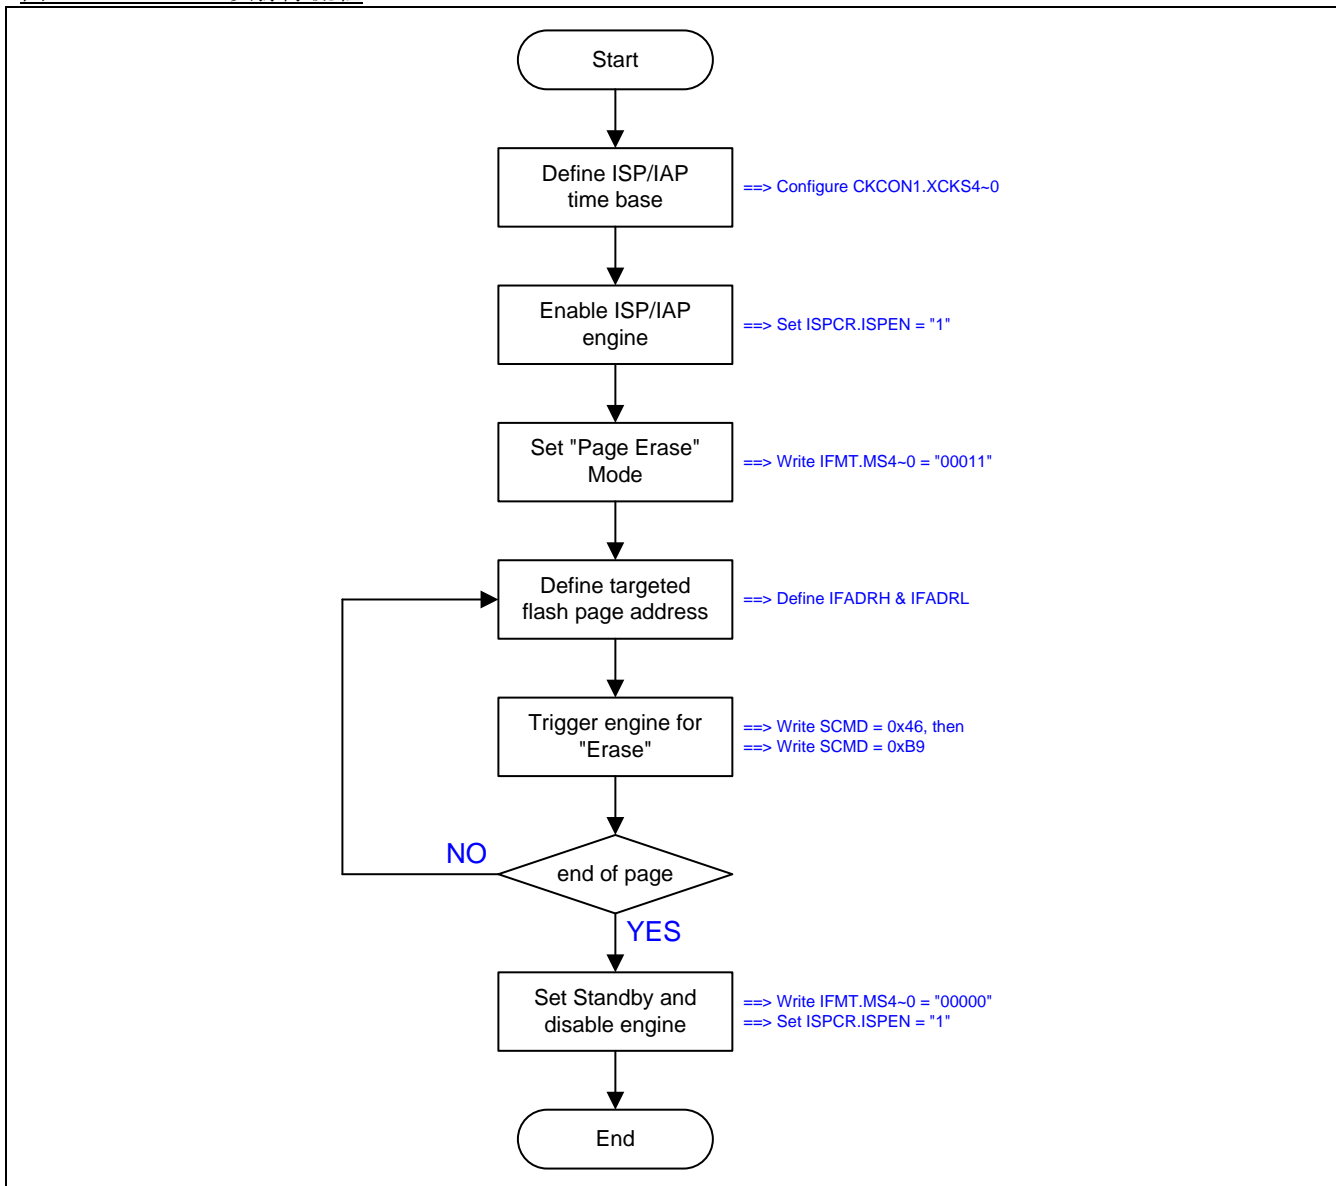 Start
Define ISP/IAP
time base
==> Configure CKCON1.XCKS4~0
Enable ISP/IAP
engine
==> Set ISPCR.ISPEN = "1"
Set "Page Erase"
Mode
==> Write IFMT.MS4~0 = "00011"
Define targeted
flash page address
==> Define IFADRH & IFADRL
Trigger engine for
"Erase"
==> Write SCMD = 0x46, then
==> Write SCMD = 0xB9
end of page
NO
YES
Set Standby and
disable engine
==> Write IFMT.MS4~0 = "00000"
==> Set ISPCR.ISPEN = "1"
End